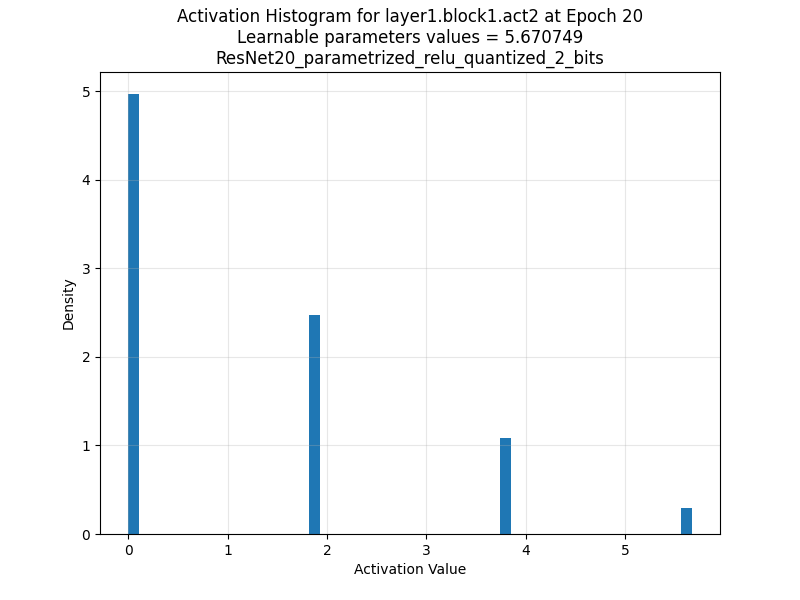 Activation Histogram for layer1.block1.act2 at Epoch 20
Learnable parameters values = 5.670749
ResNet20_parametrized_relu_quantized_2_bits
5
4
3
2
1
0
Density
0 1 2 3 4 5
Activation Value